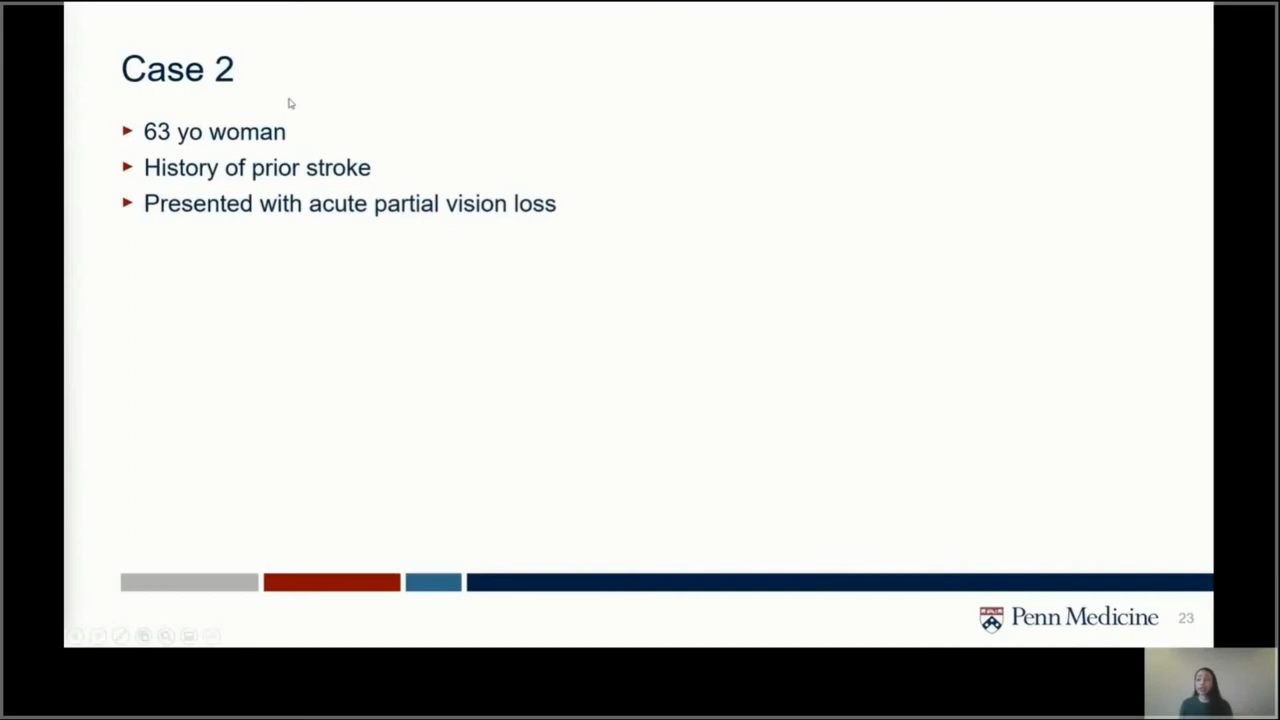 Case 2
63 yo woman
History of prior stroke
Presented with acute partial vision loss
Penn Medicine 23